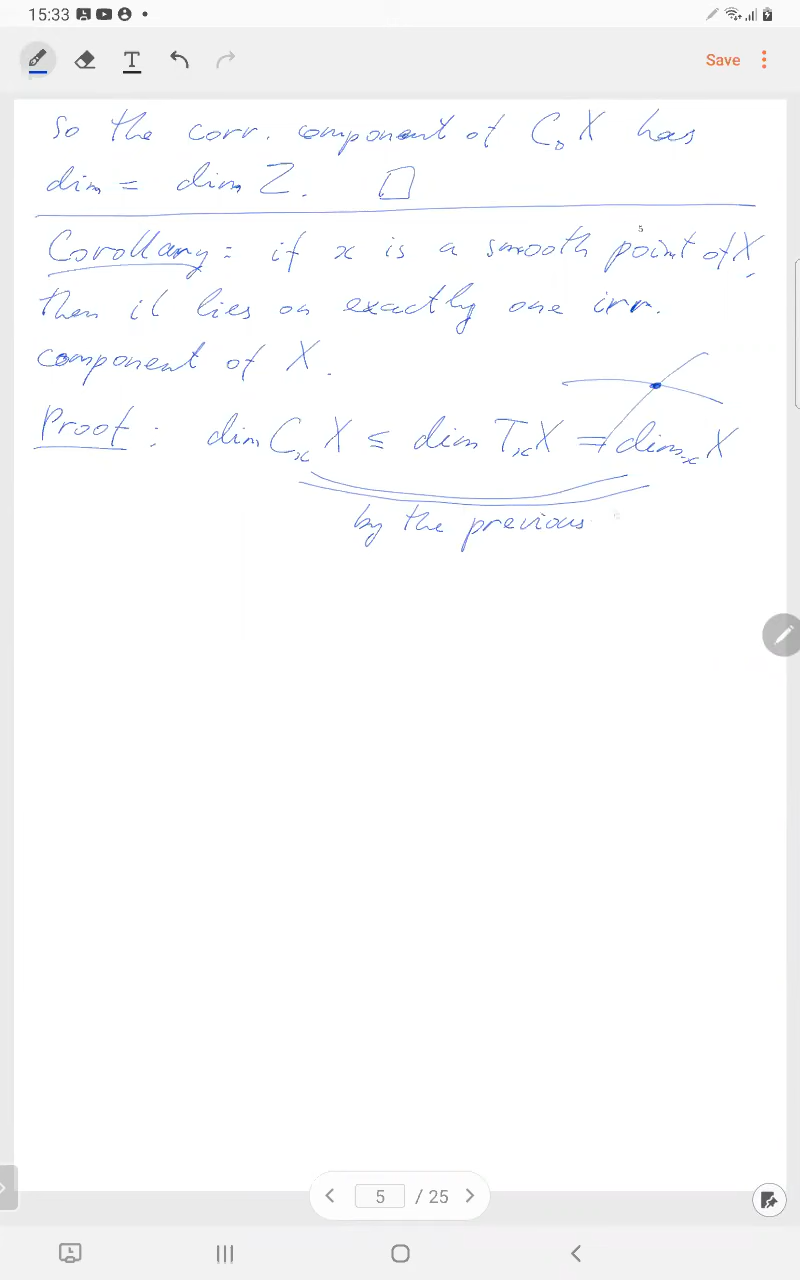 15:33
Save
So the corr. component of C₀X has
dim = dim Z. □
Corollary: if x is a smooth point of X,
then it lies on exactly one irr.
component of X.
Proof: dim CₓX ≤ dim TₓX = dimₓ X
by the previous
5 / 25